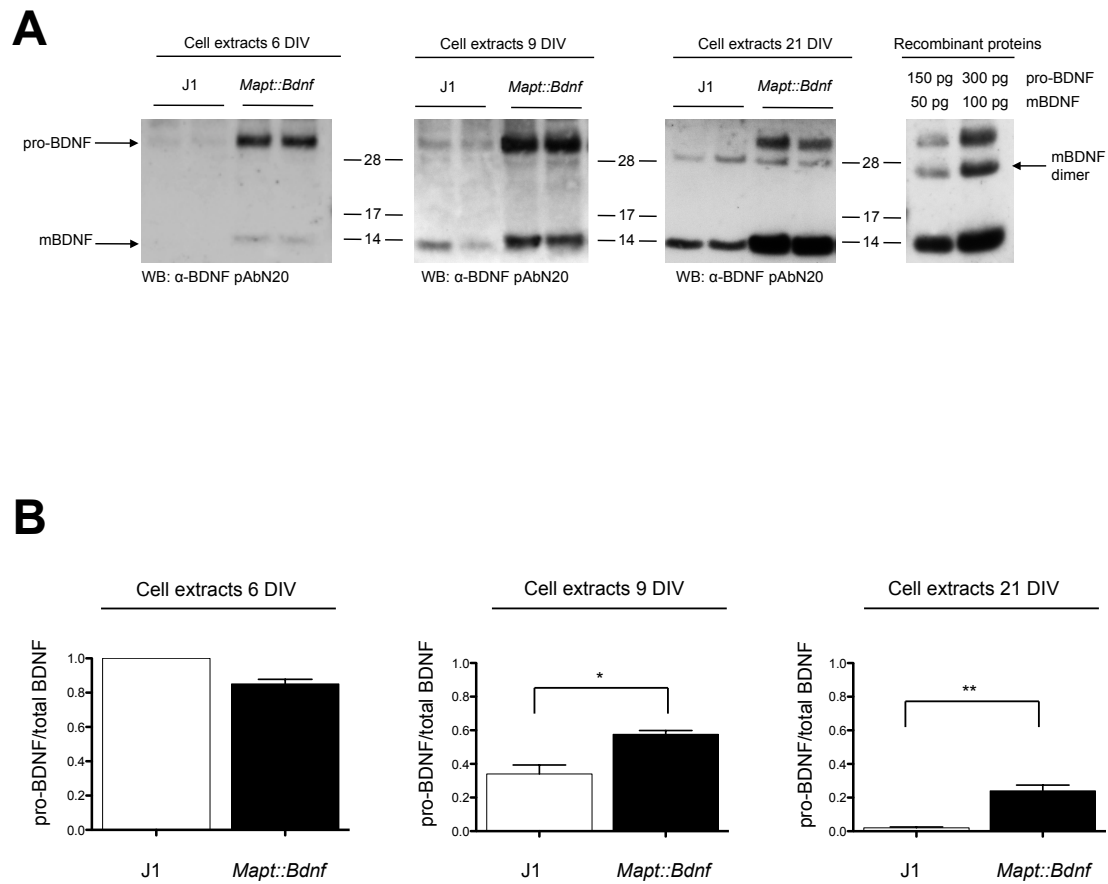 A
Cell extracts 6 DIV
Cell extracts 9 DIV
Cell extracts 21 DIV
Recombinant proteins
J1
Mapt::Bdnf
J1
Mapt::Bdnf
J1
Mapt::Bdnf
150 pg 300 pg pro-BDNF
50 pg 100 pg mBDNF
pro-BDNF
mBDNF
28
17
14
28
17
14
28
17
14
mBDNF
dimer
WB: α-BDNF pAbN20
WB: α-BDNF pAbN20
WB: α-BDNF pAbN20
B
Cell extracts 6 DIV
pro-BDNF/total BDNF
1.0
0.8
0.6
0.4
0.2
0.0
J1
Mapt::Bdnf
Cell extracts 9 DIV
pro-BDNF/total BDNF
1.0
0.8
0.6
0.4
0.2
0.0
*
J1
Mapt::Bdnf
Cell extracts 21 DIV
pro-BDNF/total BDNF
1.0
0.8
0.6
0.4
0.2
0.0
**
J1
Mapt::Bdnf